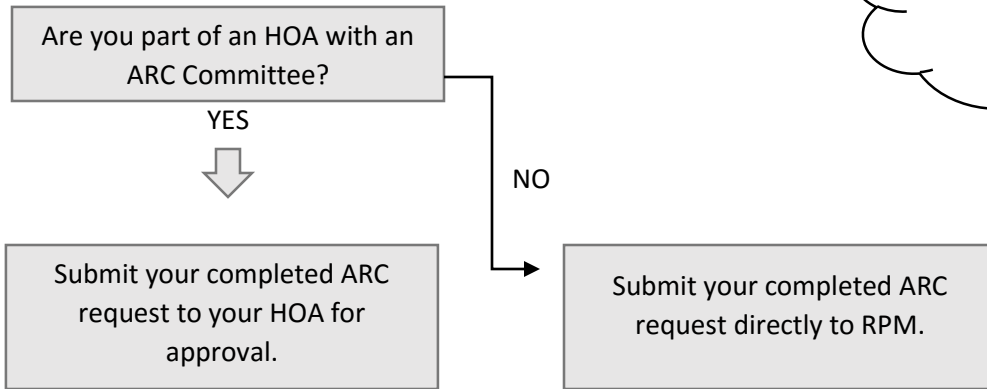 Are you part of an HOA with an
ARC Committee?
YES
NO
Submit your completed ARC
request to your HOA for
approval.
Submit your completed ARC
request directly to RPM.